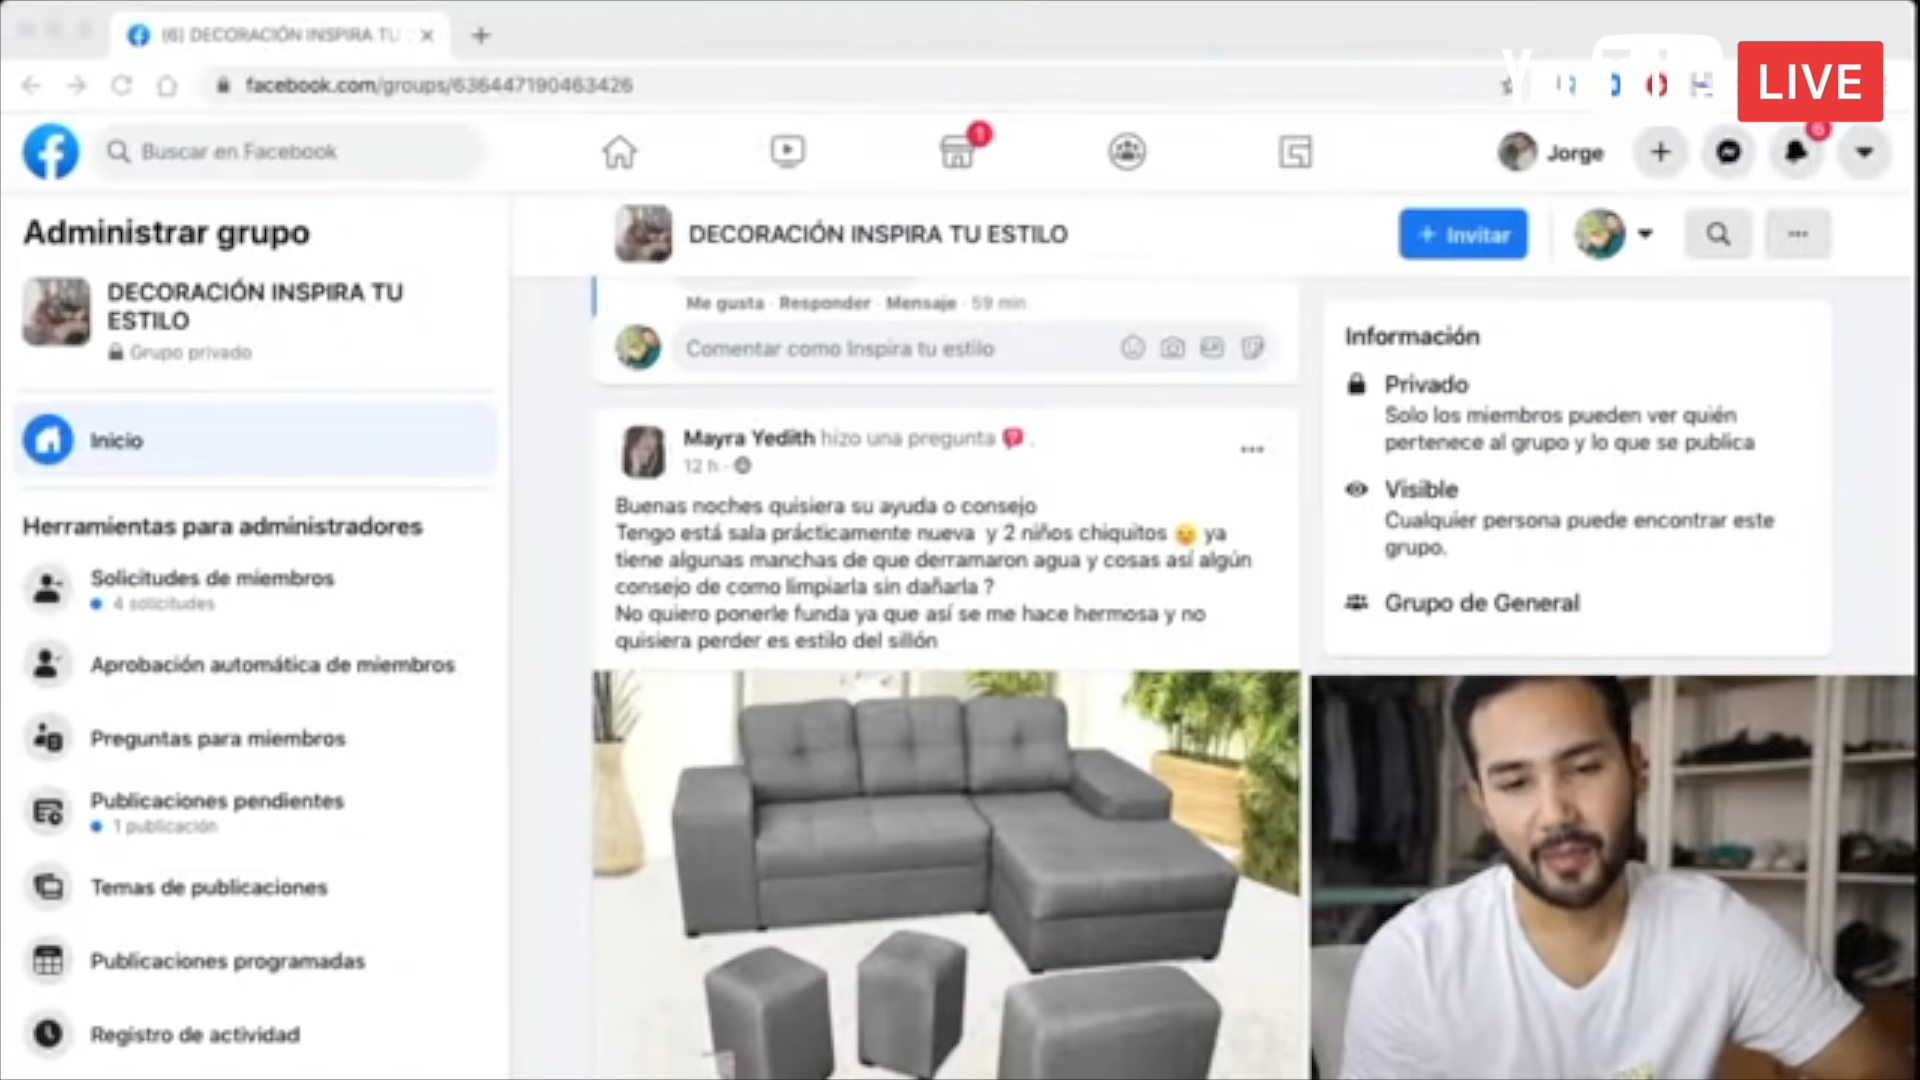 (6) DECORACIÓN INSPIRA TU
facebook.com/groups/636447190463426
LIVE
Buscar en Facebook
1
Jorge
6
Administrar grupo
DECORACIÓN INSPIRA TU
ESTILO
Grupo privado
Inicio
Herramientas para administradores
Solicitudes de miembros
4 solicitudes
Aprobación automática de miembros
Preguntas para miembros
Publicaciones pendientes
1 publicación
Temas de publicaciones
Publicaciones programadas
Registro de actividad
DECORACIÓN INSPIRA TU ESTILO
+ Invitar
Me gusta · Responder · Mensaje · 59 min
Comentar como Inspira tu estilo
Mayra Yedith hizo una pregunta .
12 h ·
Buenas noches quisiera su ayuda o consejo
Tengo está sala prácticamente nueva y 2 niños chiquitos 😉 ya
tiene algunas manchas de que derramaron agua y cosas así algún
consejo de como limpiarla sin dañarla ?
No quiero ponerle funda ya que así se me hace hermosa y no
quisiera perder es estilo del sillón
Información
Privado
Solo los miembros pueden ver quién
pertenece al grupo y lo que se publica
Visible
Cualquier persona puede encontrar este
grupo.
Grupo de General